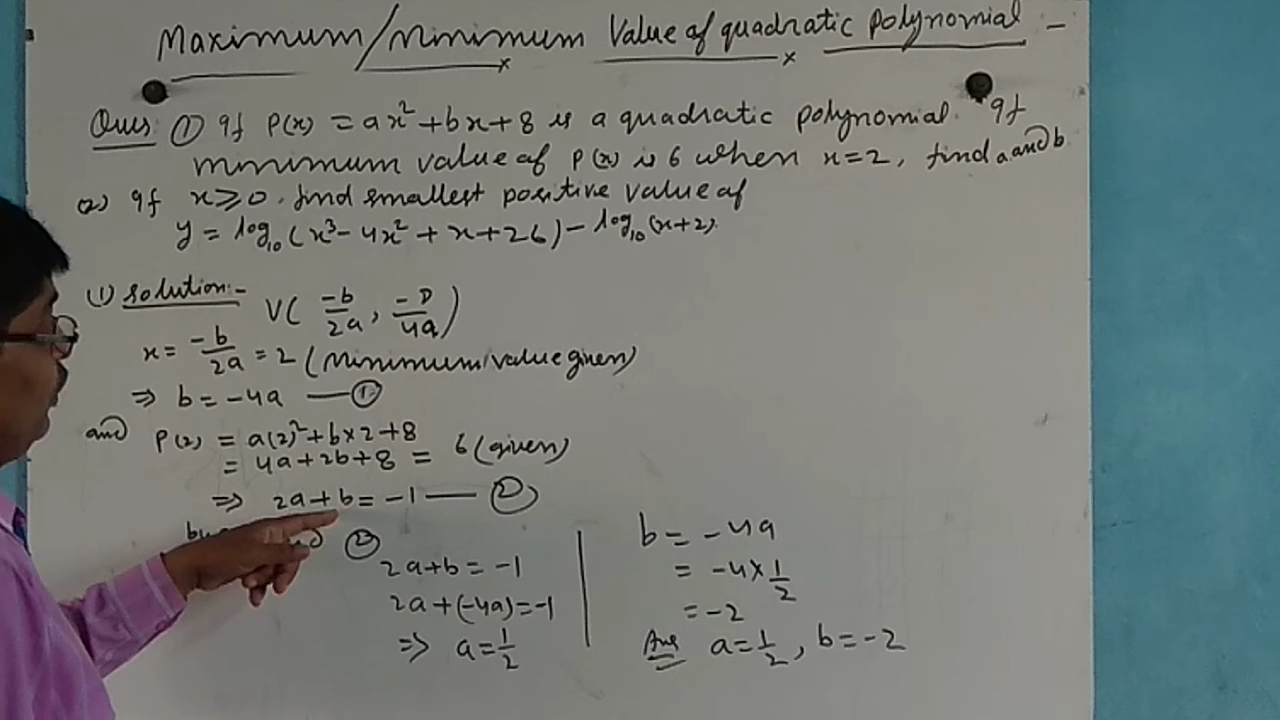 Maximum/Minimum Value of quadratic polynomial -
Ques: ① If P(x) = ax² + bx + 8 is a quadratic polynomial. If
minimum value of P(x) is 6 when x=2, find a and b
2) If x ≥ 0. find smallest positive value of
y = log₁₀(x³ - 4x² + x + 26) - log₁₀(x+2).
(1) Solution:-
V( -b/2a, -D/4a )
x = -b/2a = 2 (Minimum value given)
⇒ b = -4a — ①
and P(2) = a(2)² + b×2 + 8
= 4a + 2b + 8 = 6 (given)
⇒ 2a + b = -1 — ②
②
2a + b = -1
2a + (-4a) = -1
⇒ a = 1/2
b = -4a
= -4 × 1/2
= -2
Ans a = 1/2, b = -2